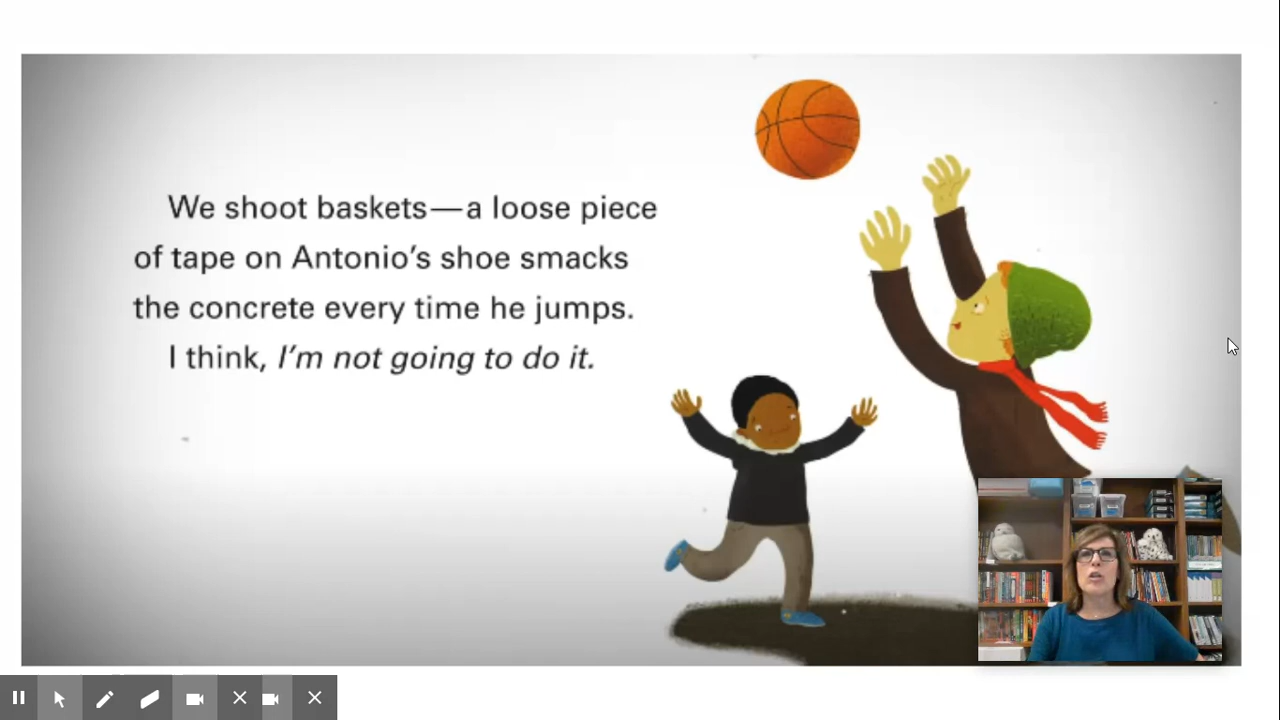 We shoot baskets—a loose piece
of tape on Antonio's shoe smacks
the concrete every time he jumps.
I think, I'm not going to do it.